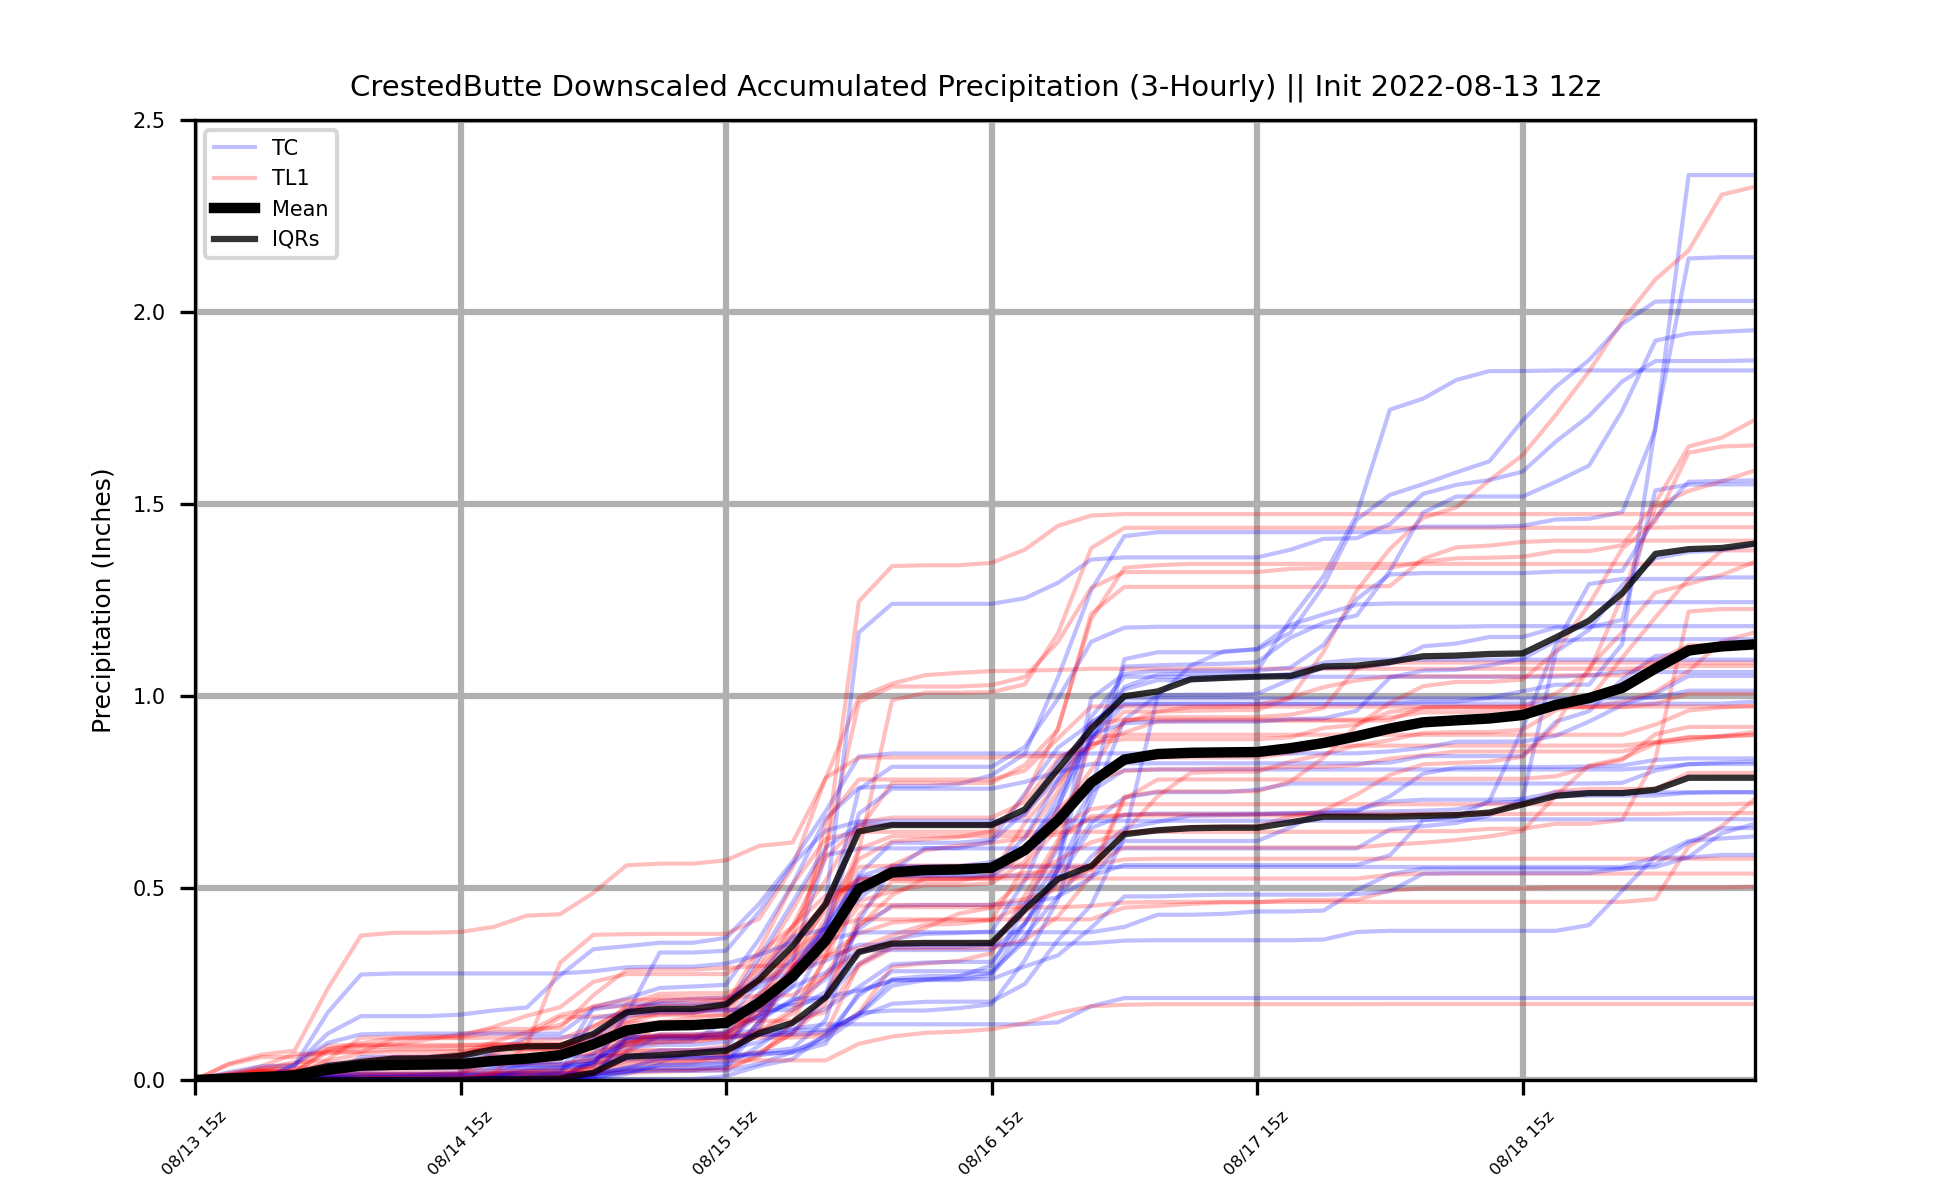 CrestedButte Downscaled Accumulated Precipitation (3-Hourly) || Init 2022-08-13 12z
TC
TL1
Mean
IQRs
Precipitation (Inches)
2.5
2.0
1.5
1.0
0.5
0.0
08/13 15z
08/14 15z
08/15 15z
08/16 15z
08/17 15z
08/18 15z